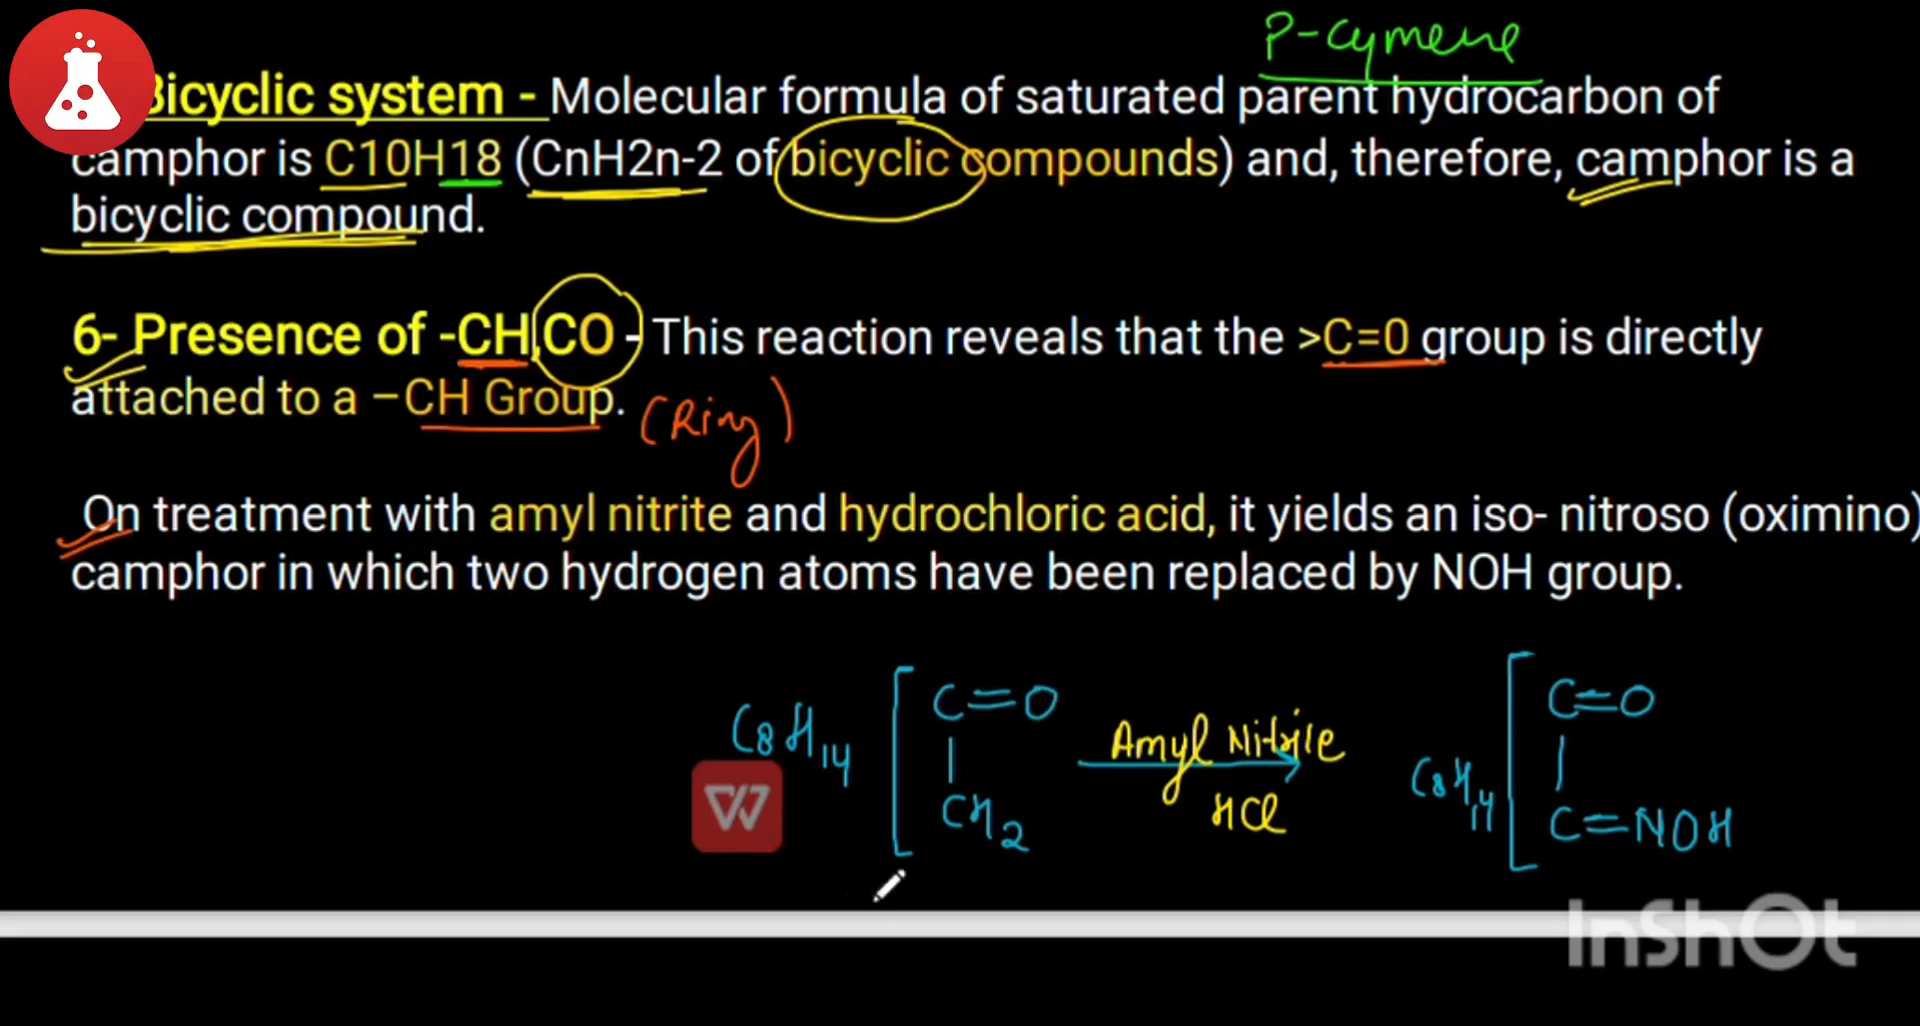 P-cymene
Bicyclic system - Molecular formula of saturated parent hydrocarbon of
camphor is C10H18 (CnH2n-2 of bicyclic compounds) and, therefore, camphor is a
bicyclic compound.
6- Presence of -CH,CO - This reaction reveals that the >C=0 group is directly
attached to a –CH Group. (Ring)
On treatment with amyl nitrite and hydrochloric acid, it yields an iso- nitroso (oximino)
camphor in which two hydrogen atoms have been replaced by NOH group.
C8H14 [ C=O
CH2
Amyl Nitrile
HCl
C8H14 [ C=O
C=NOH
W
InShOt